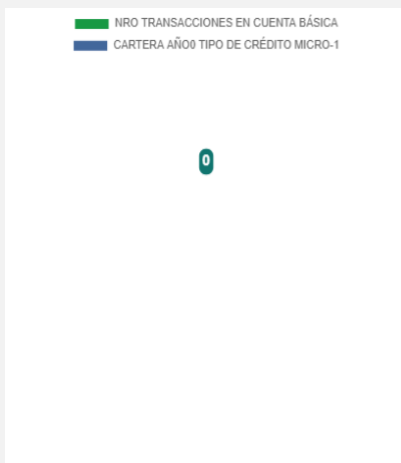 NRO TRANSACCIONES EN CUENTA BÁSICA
CARTERA AÑO0 TIPO DE CRÉDITO MICRO-1
0